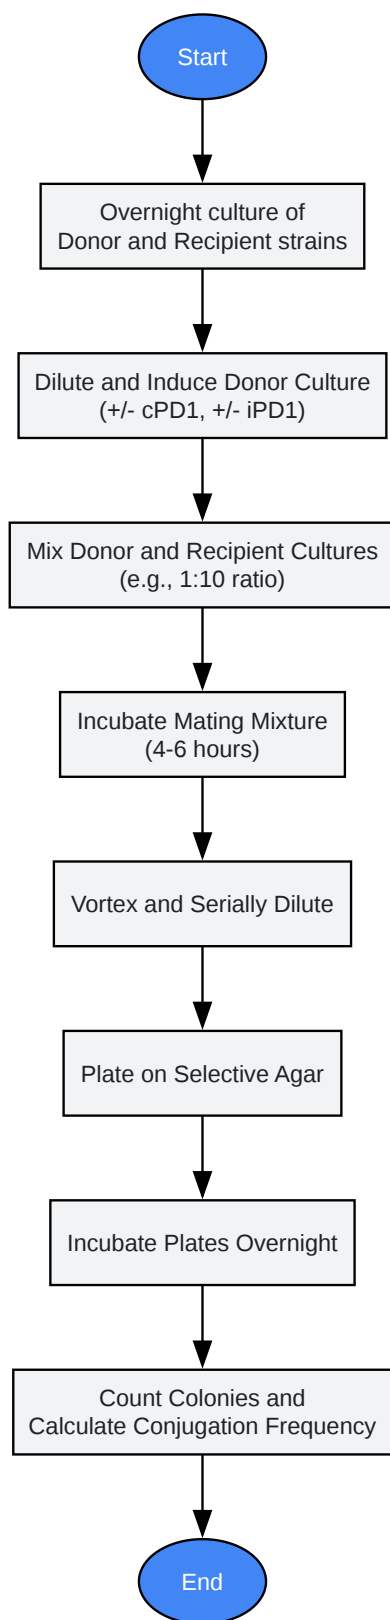 Start
Overnight culture of
Donor and Recipient strains
Dilute and Induce Donor Culture
(+/- cPD1, +/- iPD1)
Mix Donor and Recipient Cultures
(e.g., 1:10 ratio)
Incubate Mating Mixture
(4-6 hours)
Vortex and Serially Dilute
Plate on Selective Agar
Incubate Plates Overnight
Count Colonies and
Calculate Conjugation Frequency
End